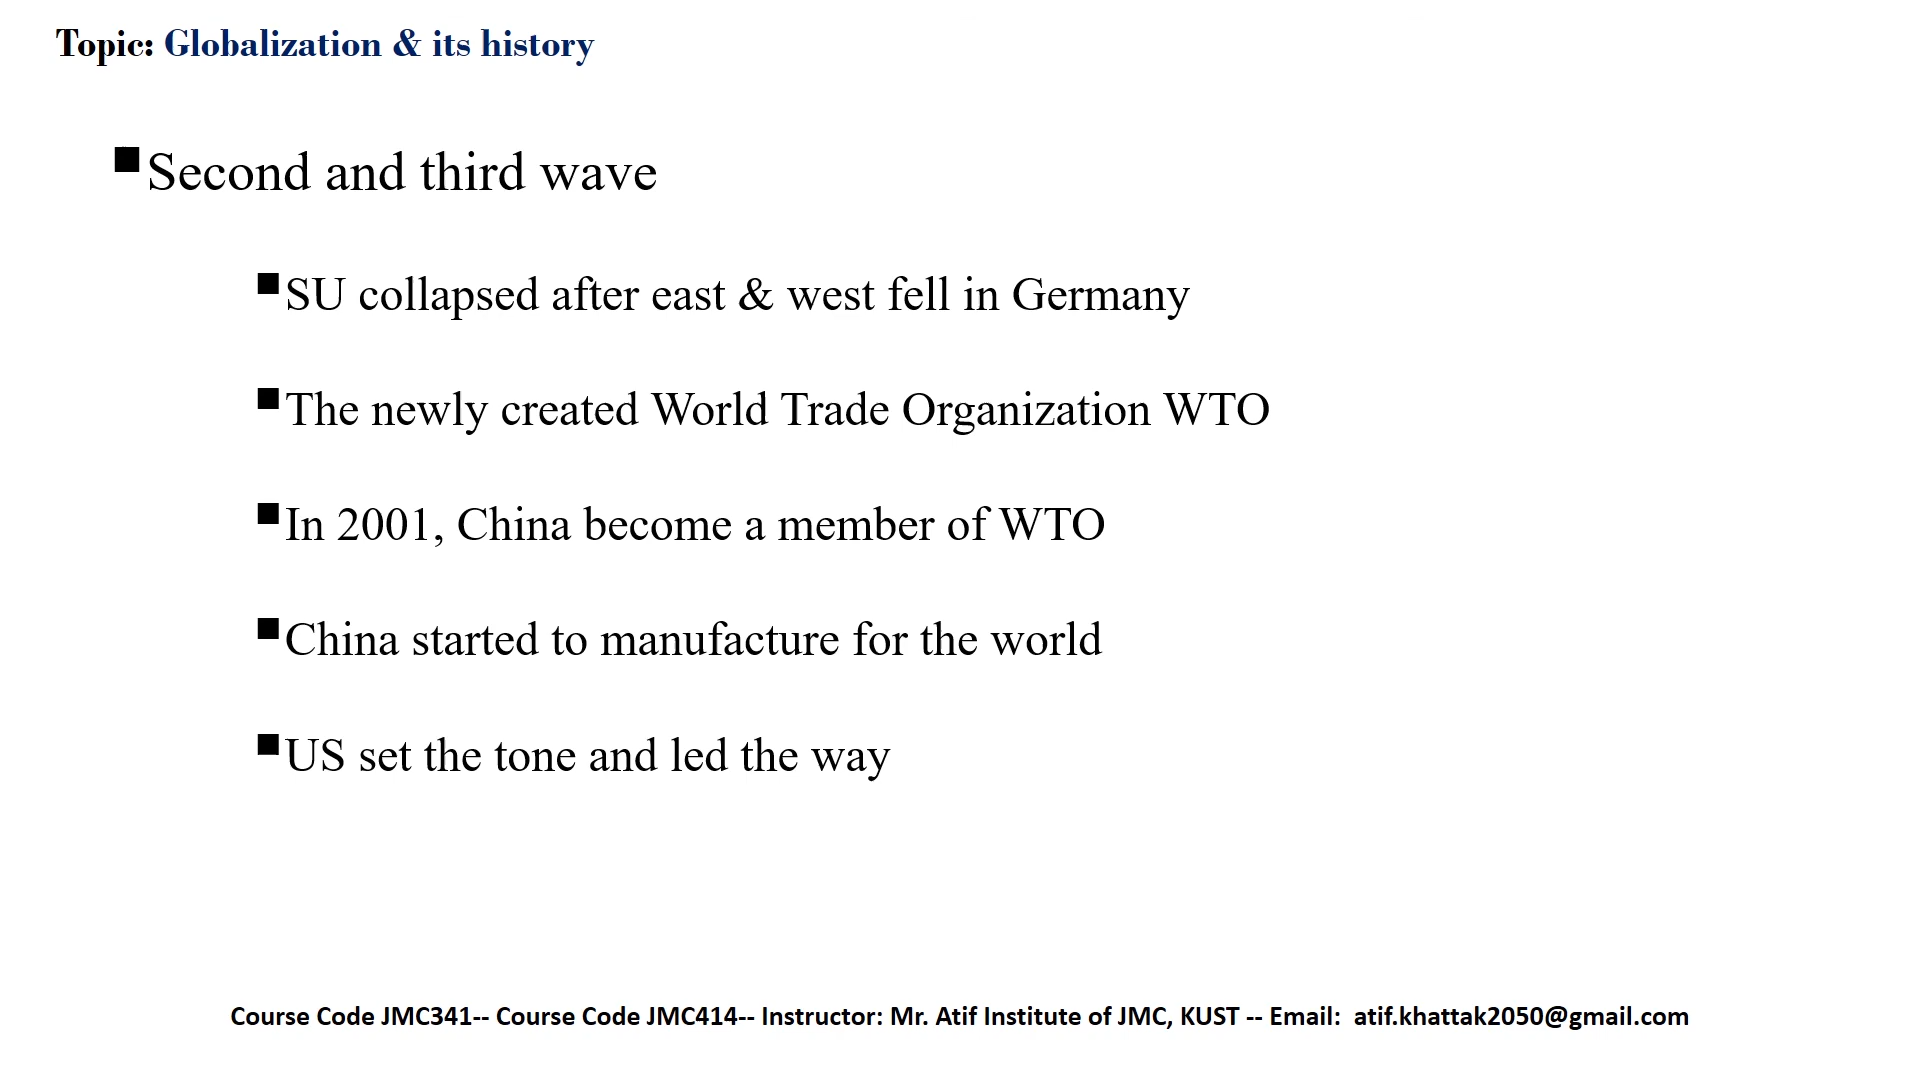 Topic: Globalization & its history
Second and third wave
SU collapsed after east & west fell in Germany
The newly created World Trade Organization WTO
In 2001, China become a member of WTO
China started to manufacture for the world
US set the tone and led the way
Course Code JMC341-- Course Code JMC414-- Instructor: Mr. Atif Institute of JMC, KUST -- Email: atif.khattak2050@gmail.com